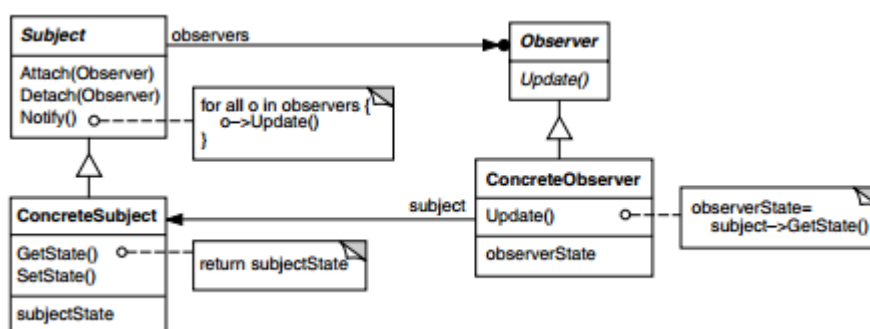 Subject
observers
Observer
Attach(Observer)
Detach(Observer)
Notify()
for all o in observers {
o–>Update()
}
Update()
ConcreteSubject
GetState()
SetState()
subjectState
return subjectState
subject
ConcreteObserver
Update()
observerState
observerState=
subject–>GetState()